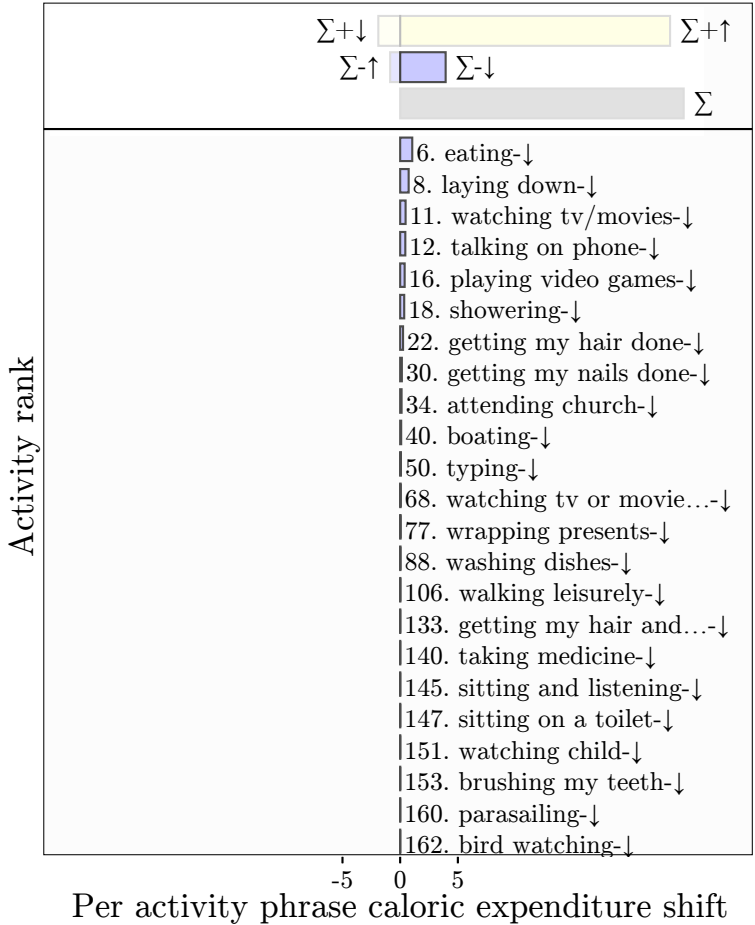 ∑+↓ ∑+↑
∑-↑ ∑-↓
∑
6. eating-↓
8. laying down-↓
11. watching tv/movies-↓
12. talking on phone-↓
16. playing video games-↓
18. showering-↓
22. getting my hair done-↓
30. getting my nails done-↓
34. attending church-↓
40. boating-↓
50. typing-↓
68. watching tv or movie…-↓
77. wrapping presents-↓
88. washing dishes-↓
106. walking leisurely-↓
133. getting my hair and…-↓
140. taking medicine-↓
145. sitting and listening-↓
147. sitting on a toilet-↓
151. watching child-↓
153. brushing my teeth-↓
160. parasailing-↓
162. bird watching-↓
Activity rank
-5 0 5
Per activity phrase caloric expenditure shift